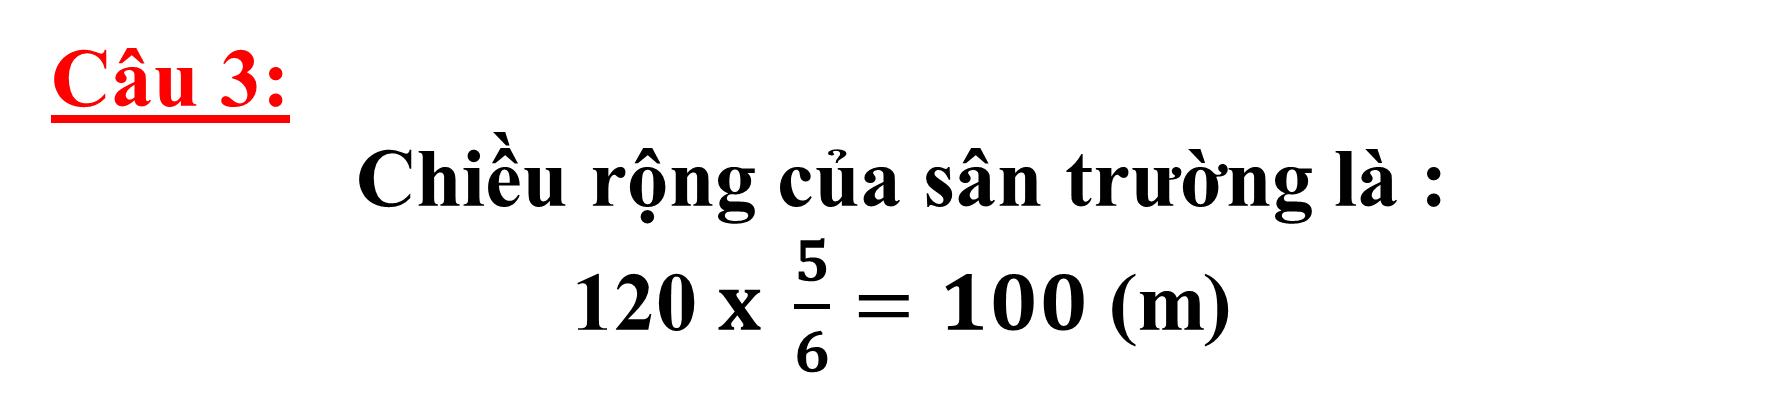 Câu 3:
Chiều rộng của sân trường là :
120 x 5/6 = 100 (m)